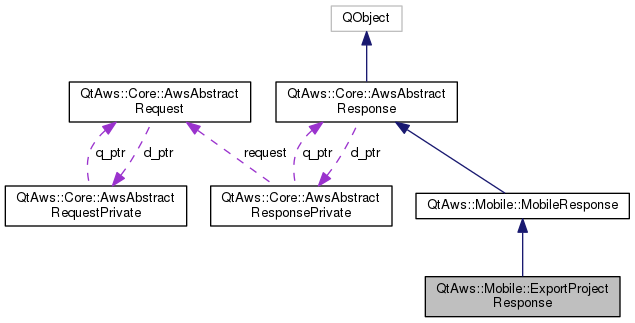 QObject
QtAws::Core::AwsAbstract
Request
QtAws::Core::AwsAbstract
Response
q_ptr
d_ptr
request
q_ptr
d_ptr
QtAws::Core::AwsAbstract
RequestPrivate
QtAws::Core::AwsAbstract
ResponsePrivate
QtAws::Mobile::MobileResponse
QtAws::Mobile::ExportProject
Response